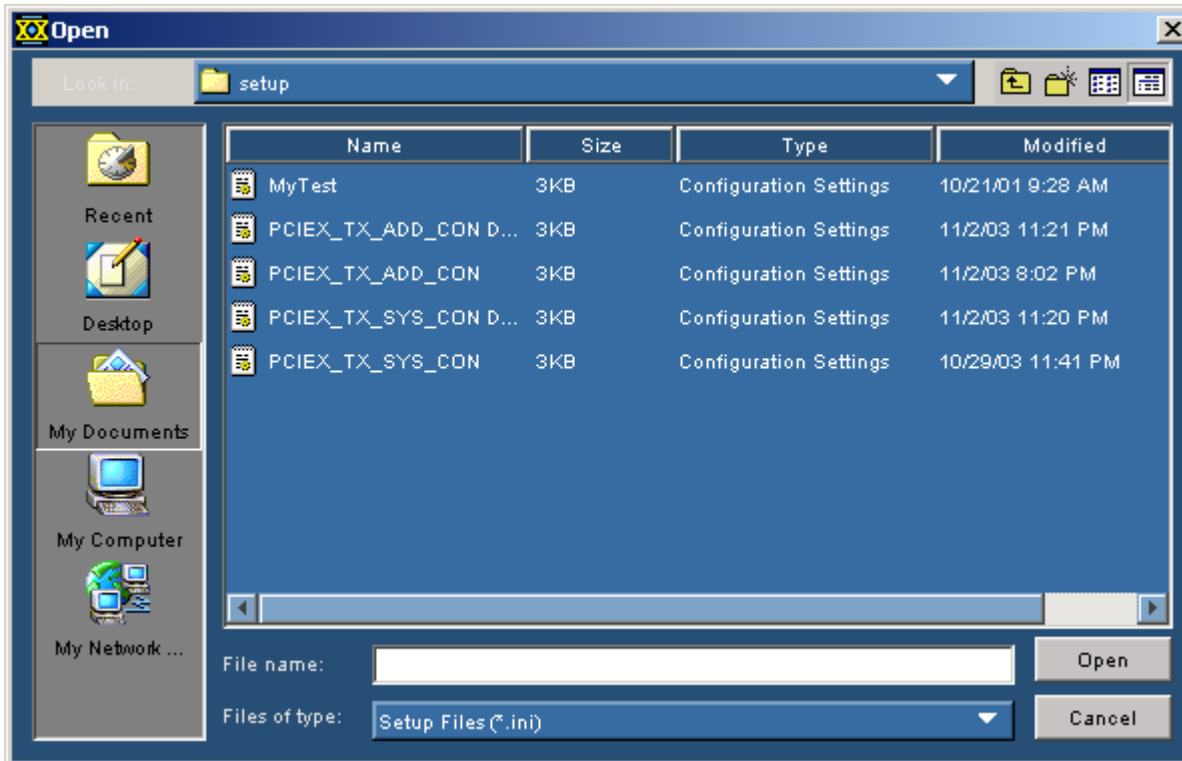 Open
Look in: setup
Name Size Type Modified
MyTest 3KB Configuration Settings 10/21/01 9:28 AM
PCIEX_TX_ADD_CON D... 3KB Configuration Settings 11/2/03 11:21 PM
PCIEX_TX_ADD_CON 3KB Configuration Settings 11/2/03 8:02 PM
PCIEX_TX_SYS_CON D... 3KB Configuration Settings 11/2/03 11:20 PM
PCIEX_TX_SYS_CON 3KB Configuration Settings 10/29/03 11:41 PM
Recent
Desktop
My Documents
My Computer
My Network ...
File name: Open
Files of type: Setup Files (*.ini) Cancel